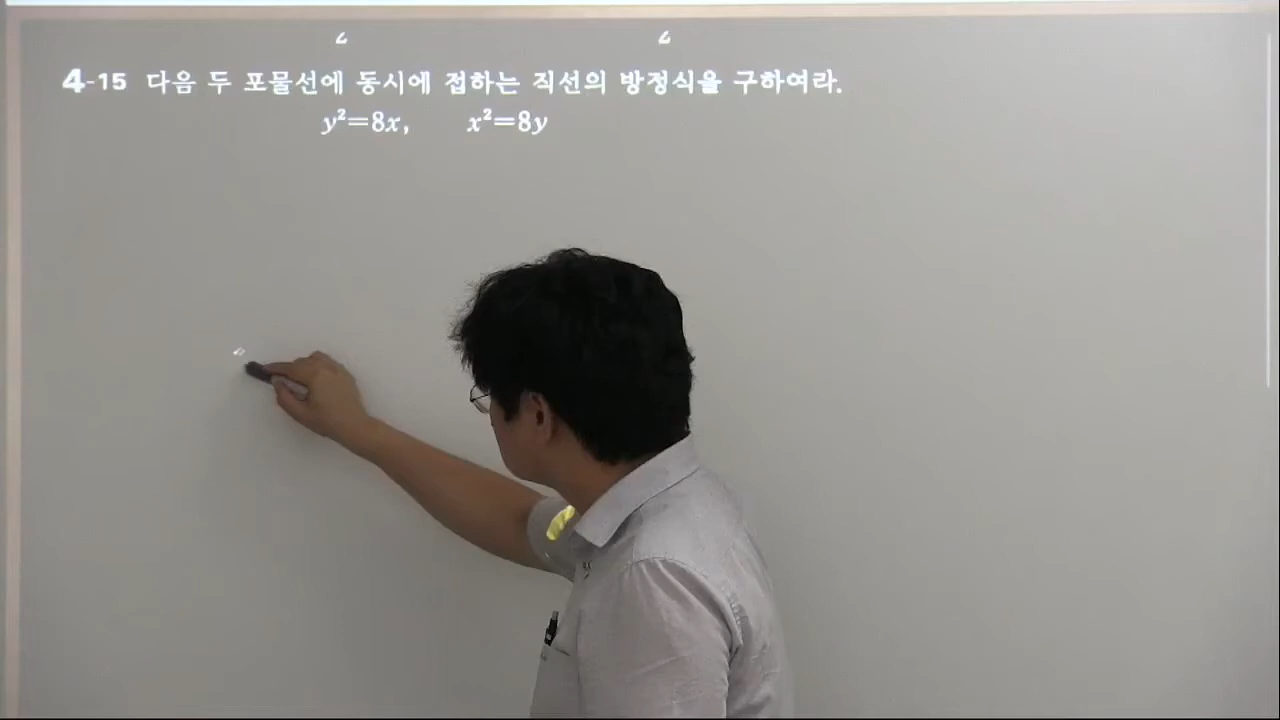 4-15 다음 두 포물선에 동시에 접하는 직선의 방정식을 구하여라.
y²=8x, x²=8y